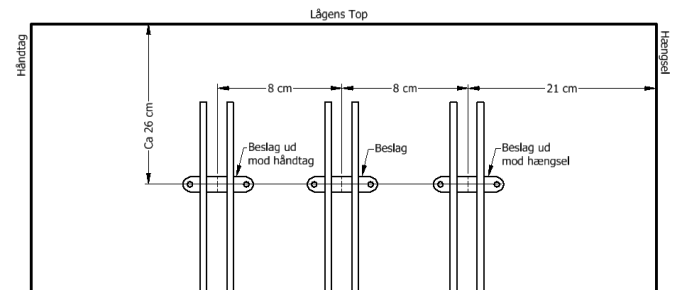 Lågens Top
Håndtag
Hængsel
8 cm
8 cm
21 cm
Ca 26 cm
Beslag ud
mod håndtag
Beslag
Beslag ud
mod hængsel